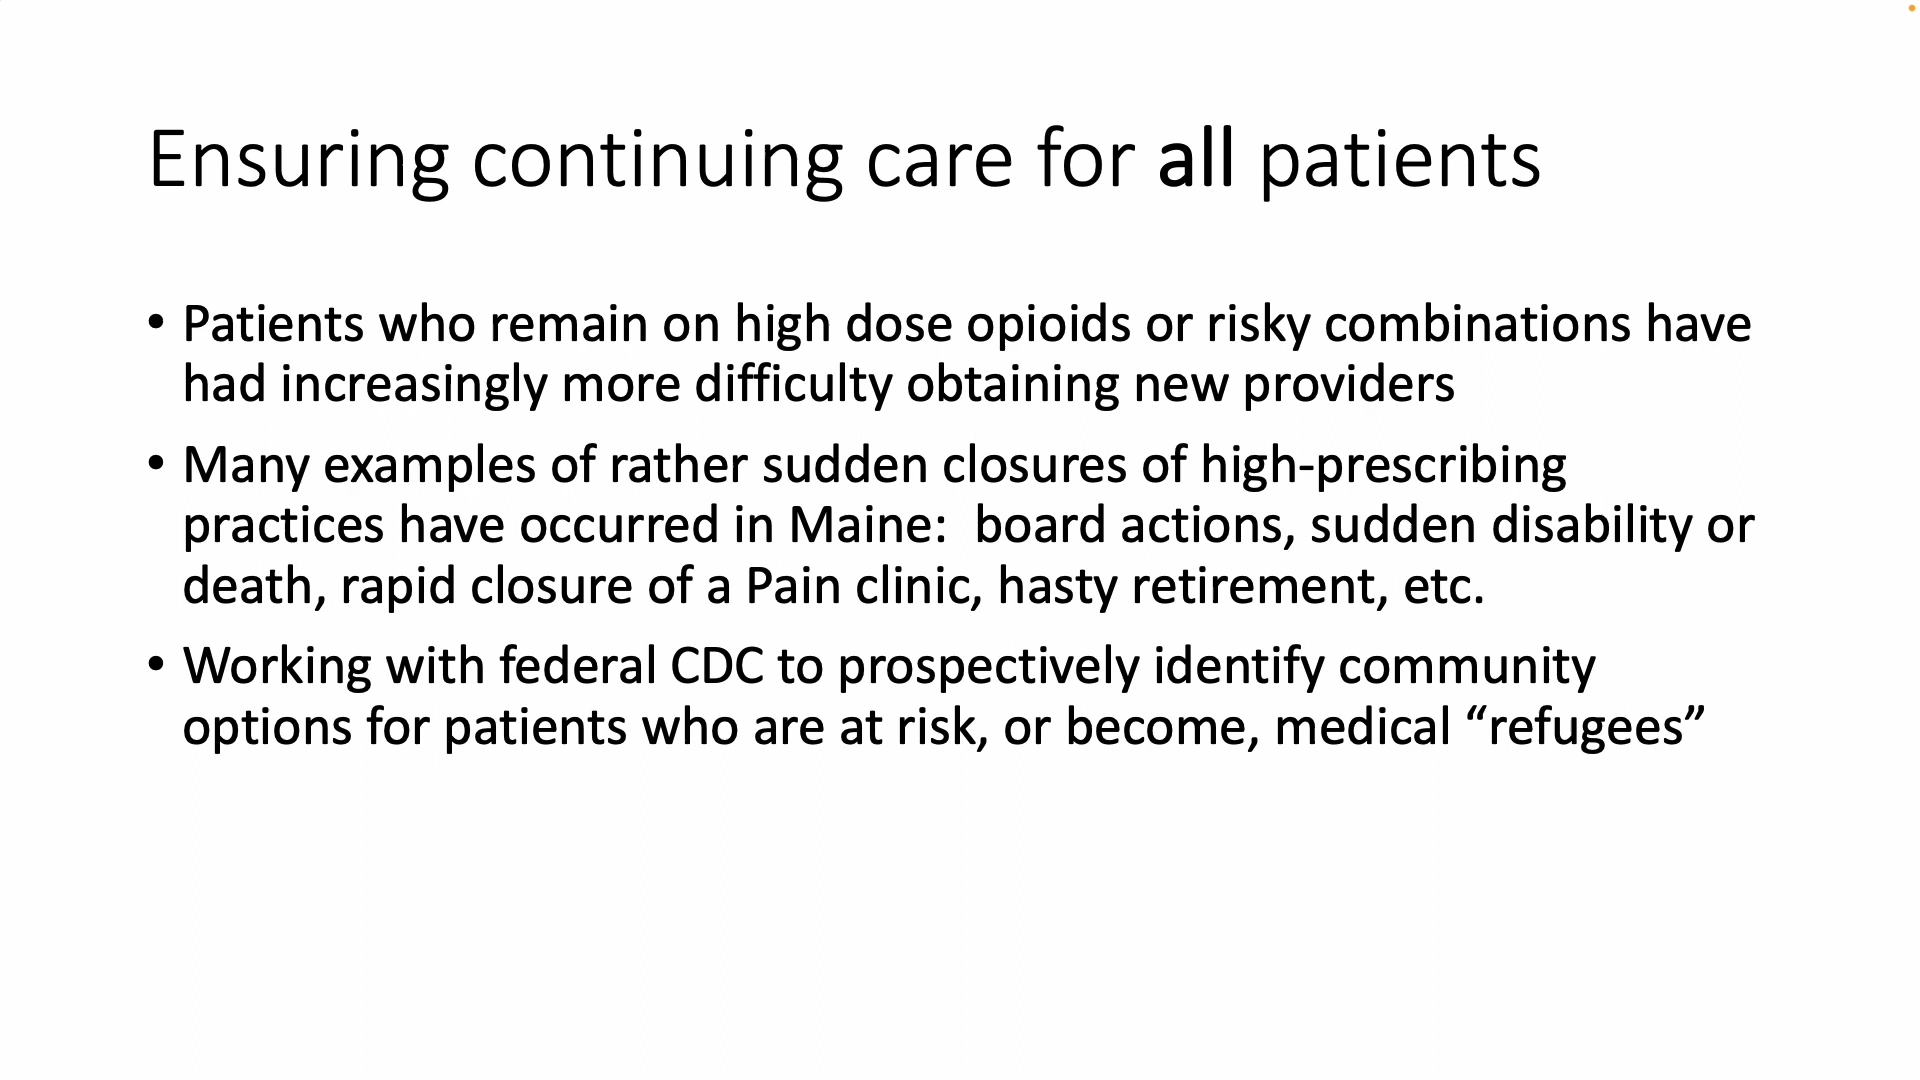 Ensuring continuing care for all patients
• Patients who remain on high dose opioids or risky combinations have
had increasingly more difficulty obtaining new providers
• Many examples of rather sudden closures of high-prescribing
practices have occurred in Maine:  board actions, sudden disability or
death, rapid closure of a Pain clinic, hasty retirement, etc.
• Working with federal CDC to prospectively identify community
options for patients who are at risk, or become, medical “refugees”